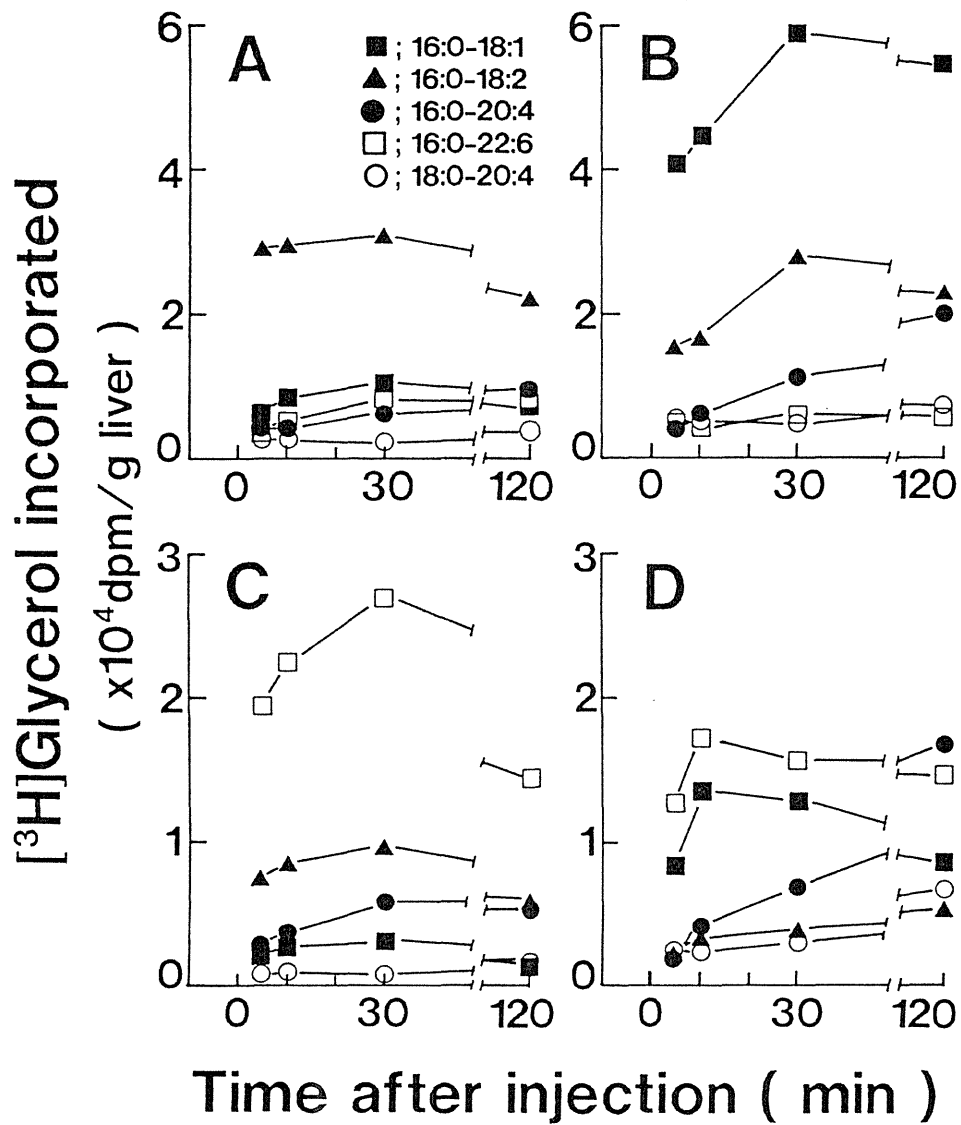 [³H]Glycerol incorporated
( x10⁴dpm/g liver )
A
■ ; 16:0-18:1
▲ ; 16:0-18:2
● ; 16:0-20:4
□ ; 16:0-22:6
○ ; 18:0-20:4
6
4
2
0
0
30
120
B
6
4
2
0
0
30
120
C
3
2
1
0
0
30
120
D
3
2
1
0
0
30
120
Time after injection ( min )